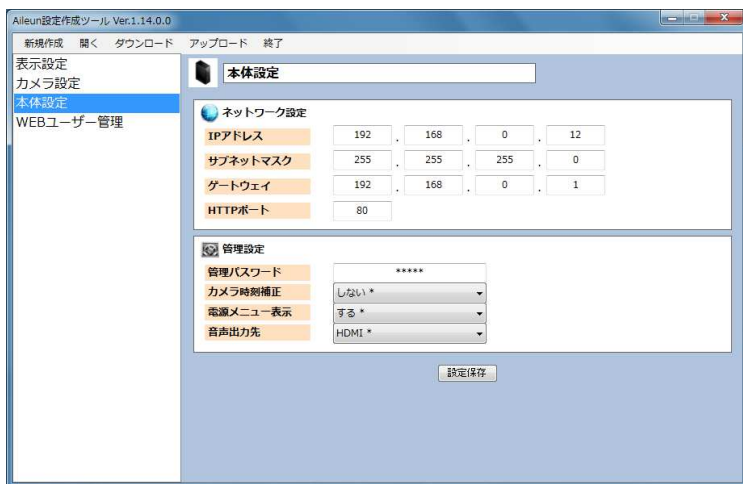 Aileun設定作成ツール Ver.1.14.0.0
新規作成 開く ダウンロード アップロード 終了
表示設定
カメラ設定
本体設定
WEBユーザー管理
本体設定
ネットワーク設定
IPアドレス 192 . 168 . 0 . 12
サブネットマスク 255 . 255 . 255 . 0
ゲートウェイ 192 . 168 . 0 . 1
HTTPポート 80
管理設定
管理パスワード *****
カメラ時刻補正 しない *
電源メニュー表示 する *
音声出力先 HDMI *
設定保存